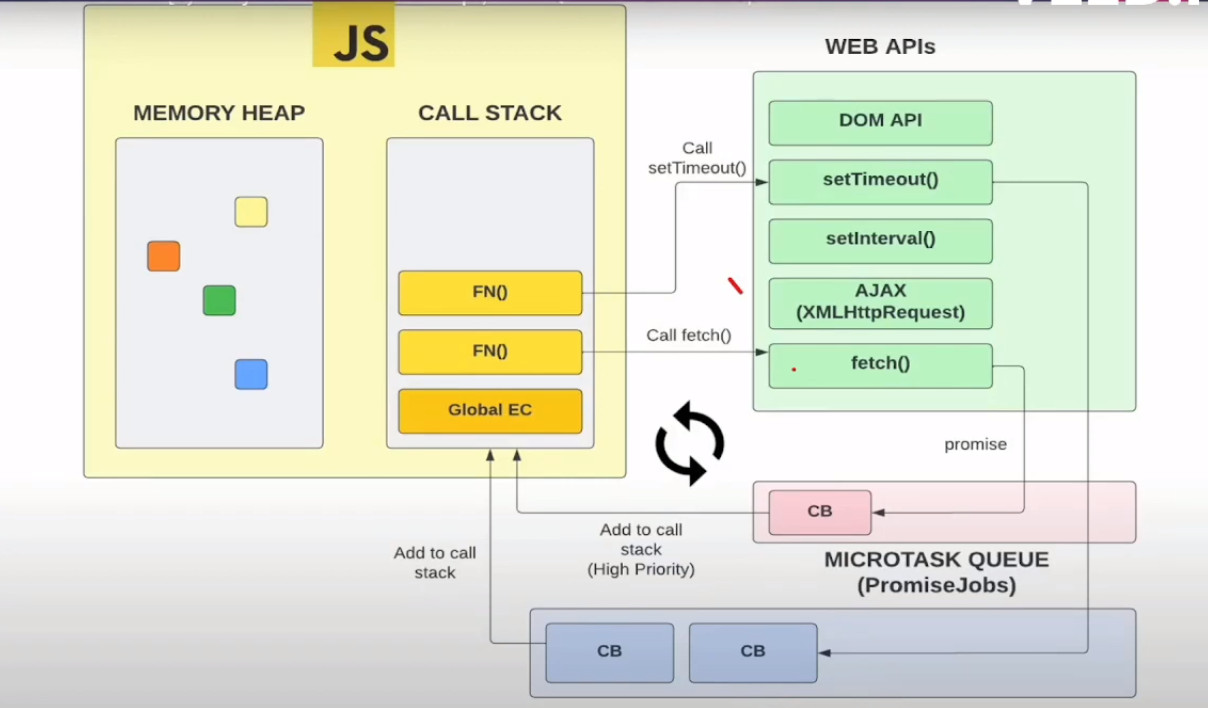 JS
WEB APIs
MEMORY HEAP
CALL STACK
DOM API
Call
setTimeout()
setTimeout()
setInterval()
FN()
AJAX
(XMLHttpRequest)
Call fetch()
FN()
fetch()
Global EC
promise
CB
Add to call
stack
(High Priority)
Add to call
stack
MICROTASK QUEUE
(PromiseJobs)
CB
CB